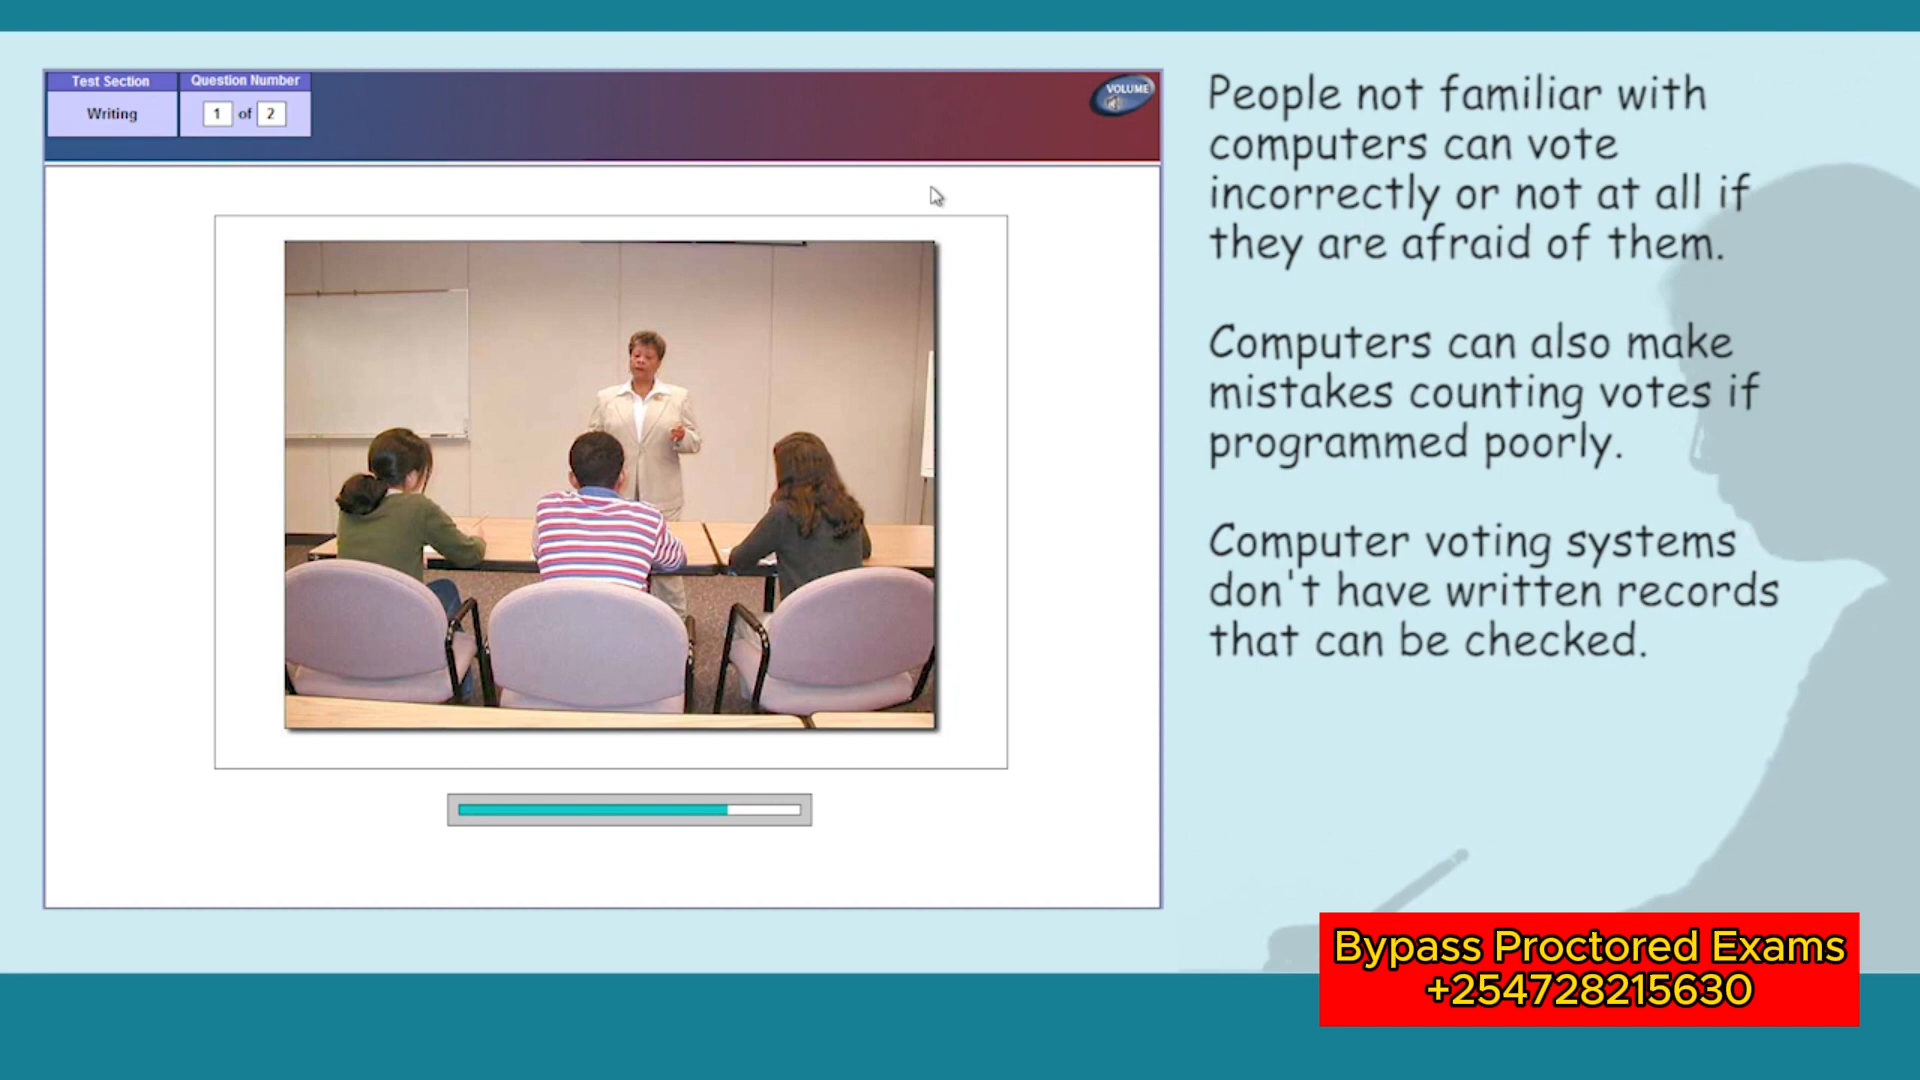 Test Section
Writing
Question Number
1 of 2
VOLUME
People not familiar with
computers can vote
incorrectly or not at all if
they are afraid of them.
Computers can also make
mistakes counting votes if
programmed poorly.
Computer voting systems
don't have written records
that can be checked.
Bypass Proctored Exams
+254728215630